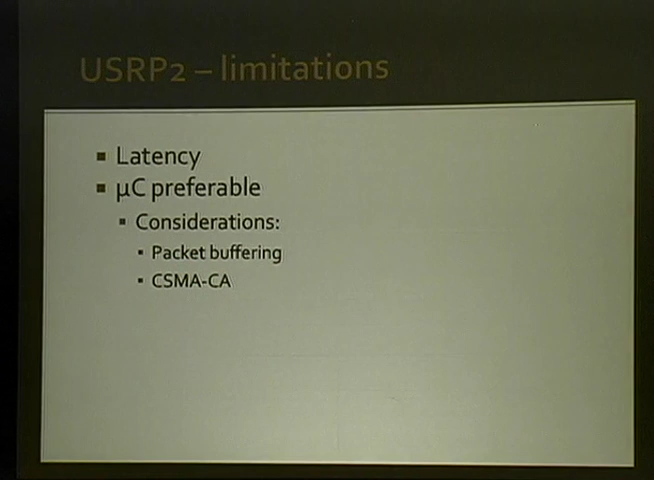 USRP2 – limitations
Latency
µC preferable
Considerations:
Packet buffering
CSMA-CA